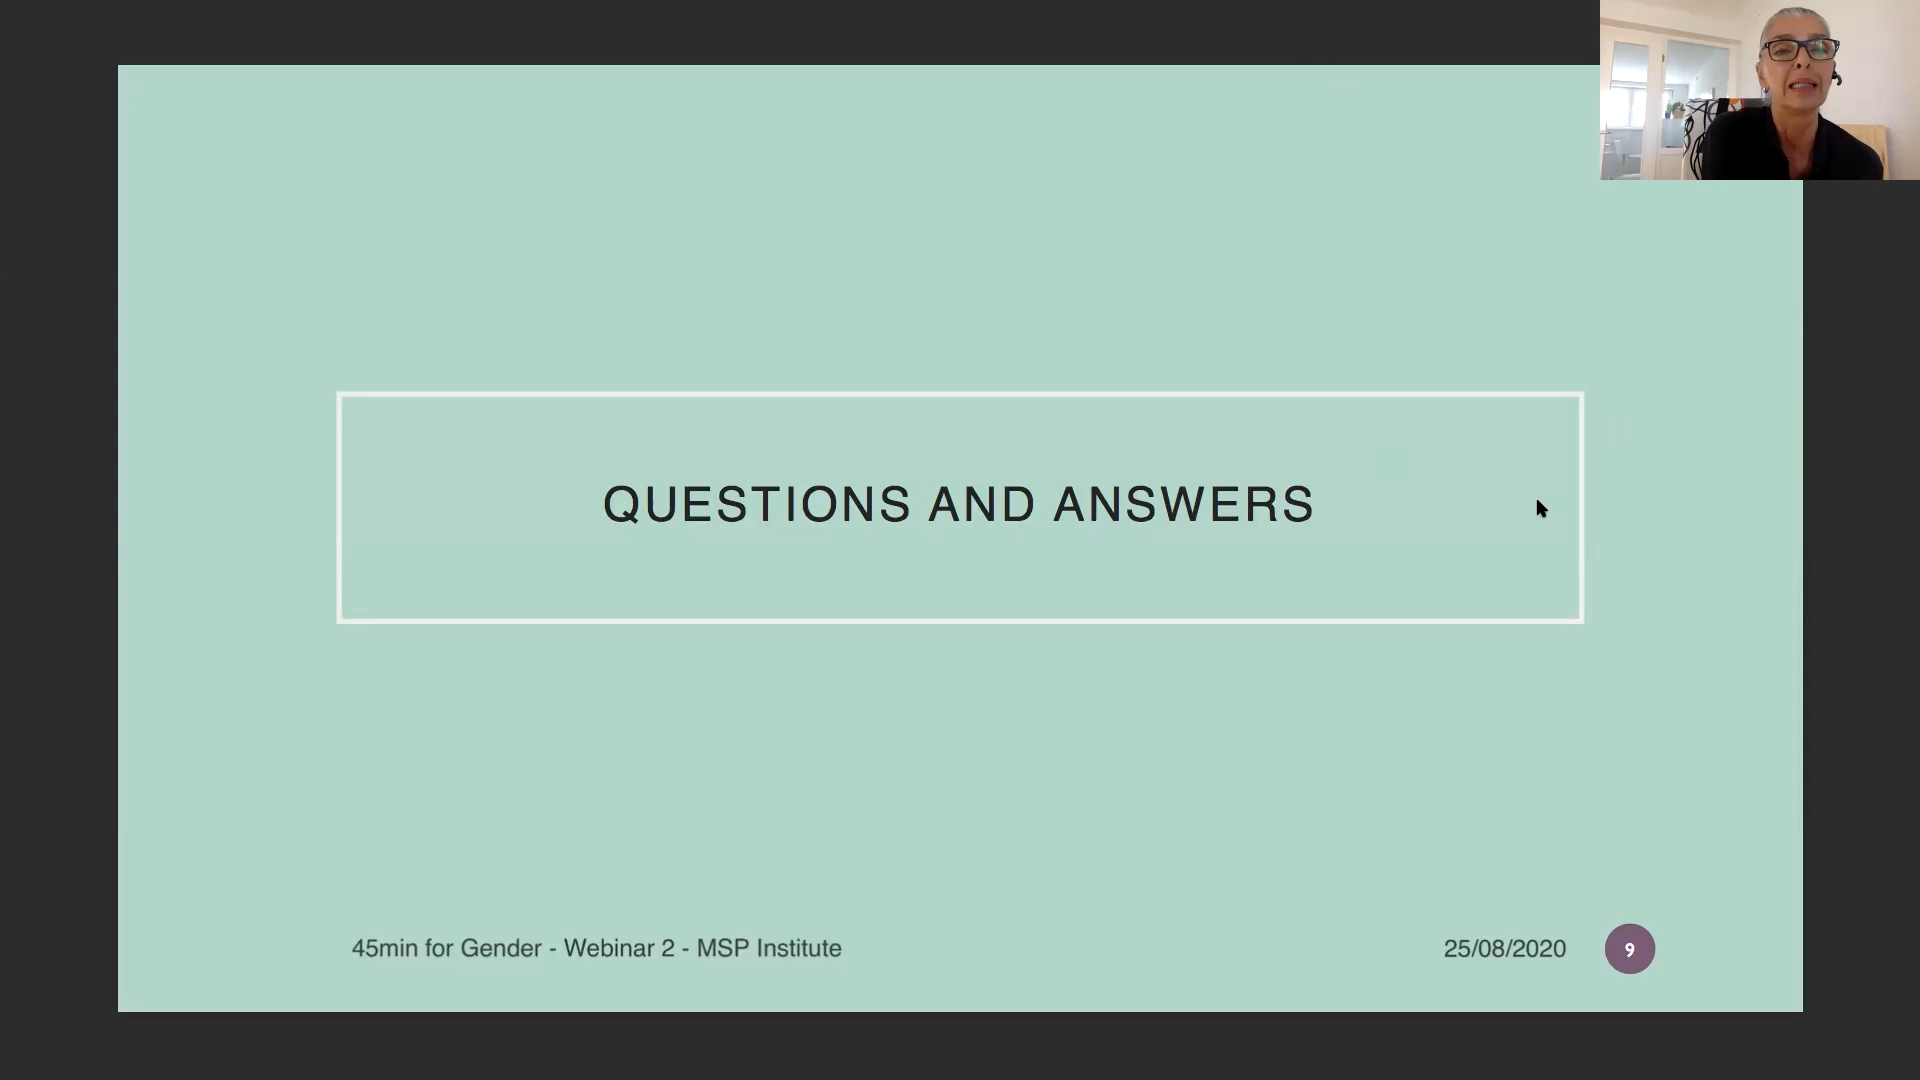 QUESTIONS AND ANSWERS
45min for Gender - Webinar 2 - MSP Institute
25/08/2020
9